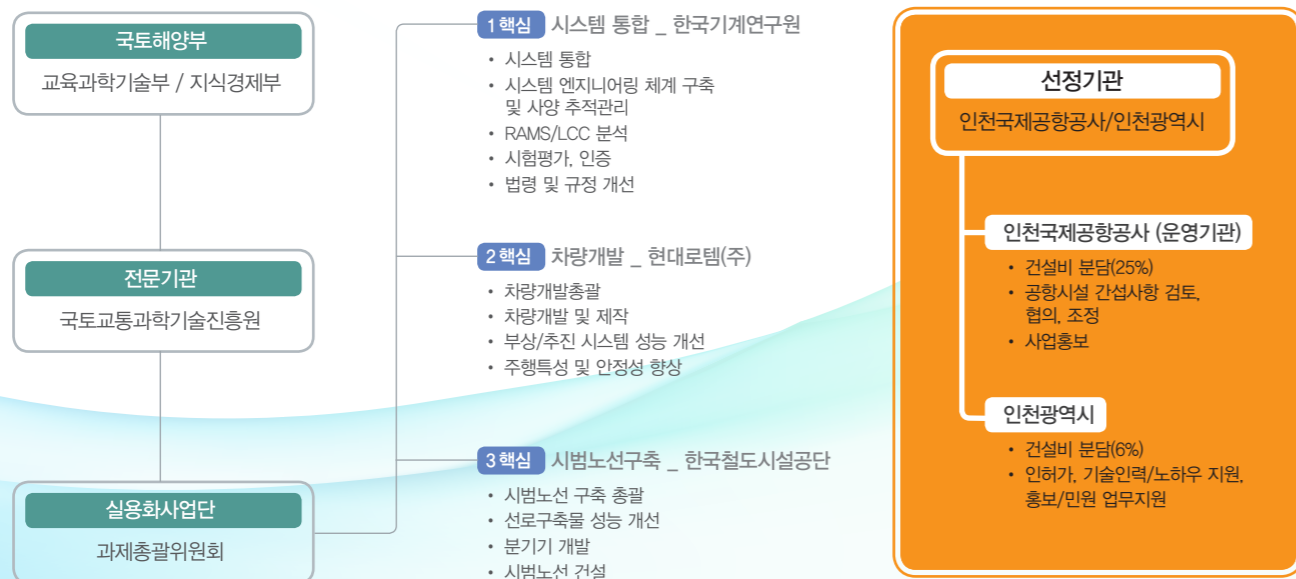 국토해양부
교육과학기술부 / 지식경제부
전문기관
국토교통과학기술진흥원
실용화사업단
과제총괄위원회
1핵심 시스템 통합 _ 한국기계연구원
• 시스템 통합
• 시스템 엔지니어링 체계 구축
및 사양 추적관리
• RAMS/LCC 분석
• 시험평가, 인증
• 법령 및 규정 개선
2핵심 차량개발 _ 현대로템(주)
• 차량개발총괄
• 차량개발 및 제작
• 부상/추진 시스템 성능 개선
• 주행특성 및 안정성 향상
3핵심 시범노선구축 _ 한국철도시설공단
• 시범노선 구축 총괄
• 선로구축물 성능 개선
• 분기기 개발
• 시범노선 건설
선정기관
인천국제공항공사/인천광역시
인천국제공항공사 (운영기관)
• 건설비 분담(25%)
• 공항시설 간섭사항 검토,
협의, 조정
• 사업홍보
인천광역시
• 건설비 분담(6%)
• 인허가, 기술인력/노하우 지원,
홍보/민원 업무지원